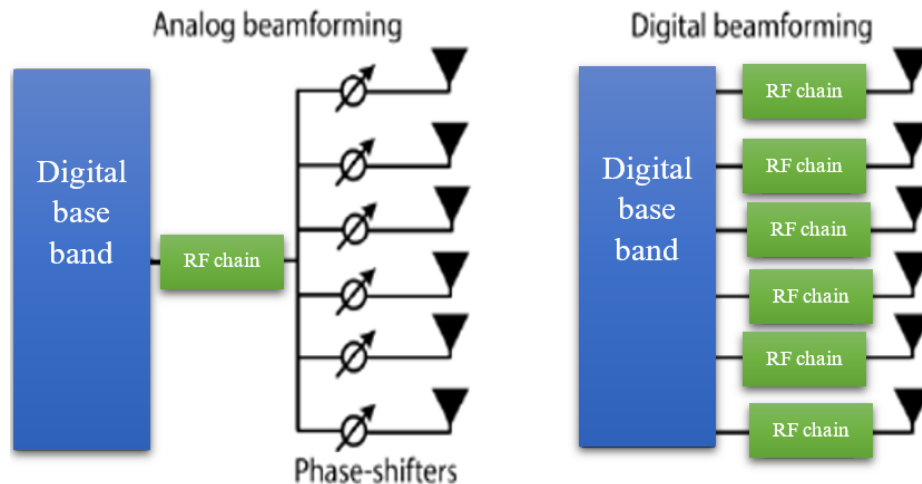 Analog beamforming
Digital
base
band
RF chain
Phase-shifters
Digital beamforming
Digital
base
band
RF chain
RF chain
RF chain
RF chain
RF chain
RF chain